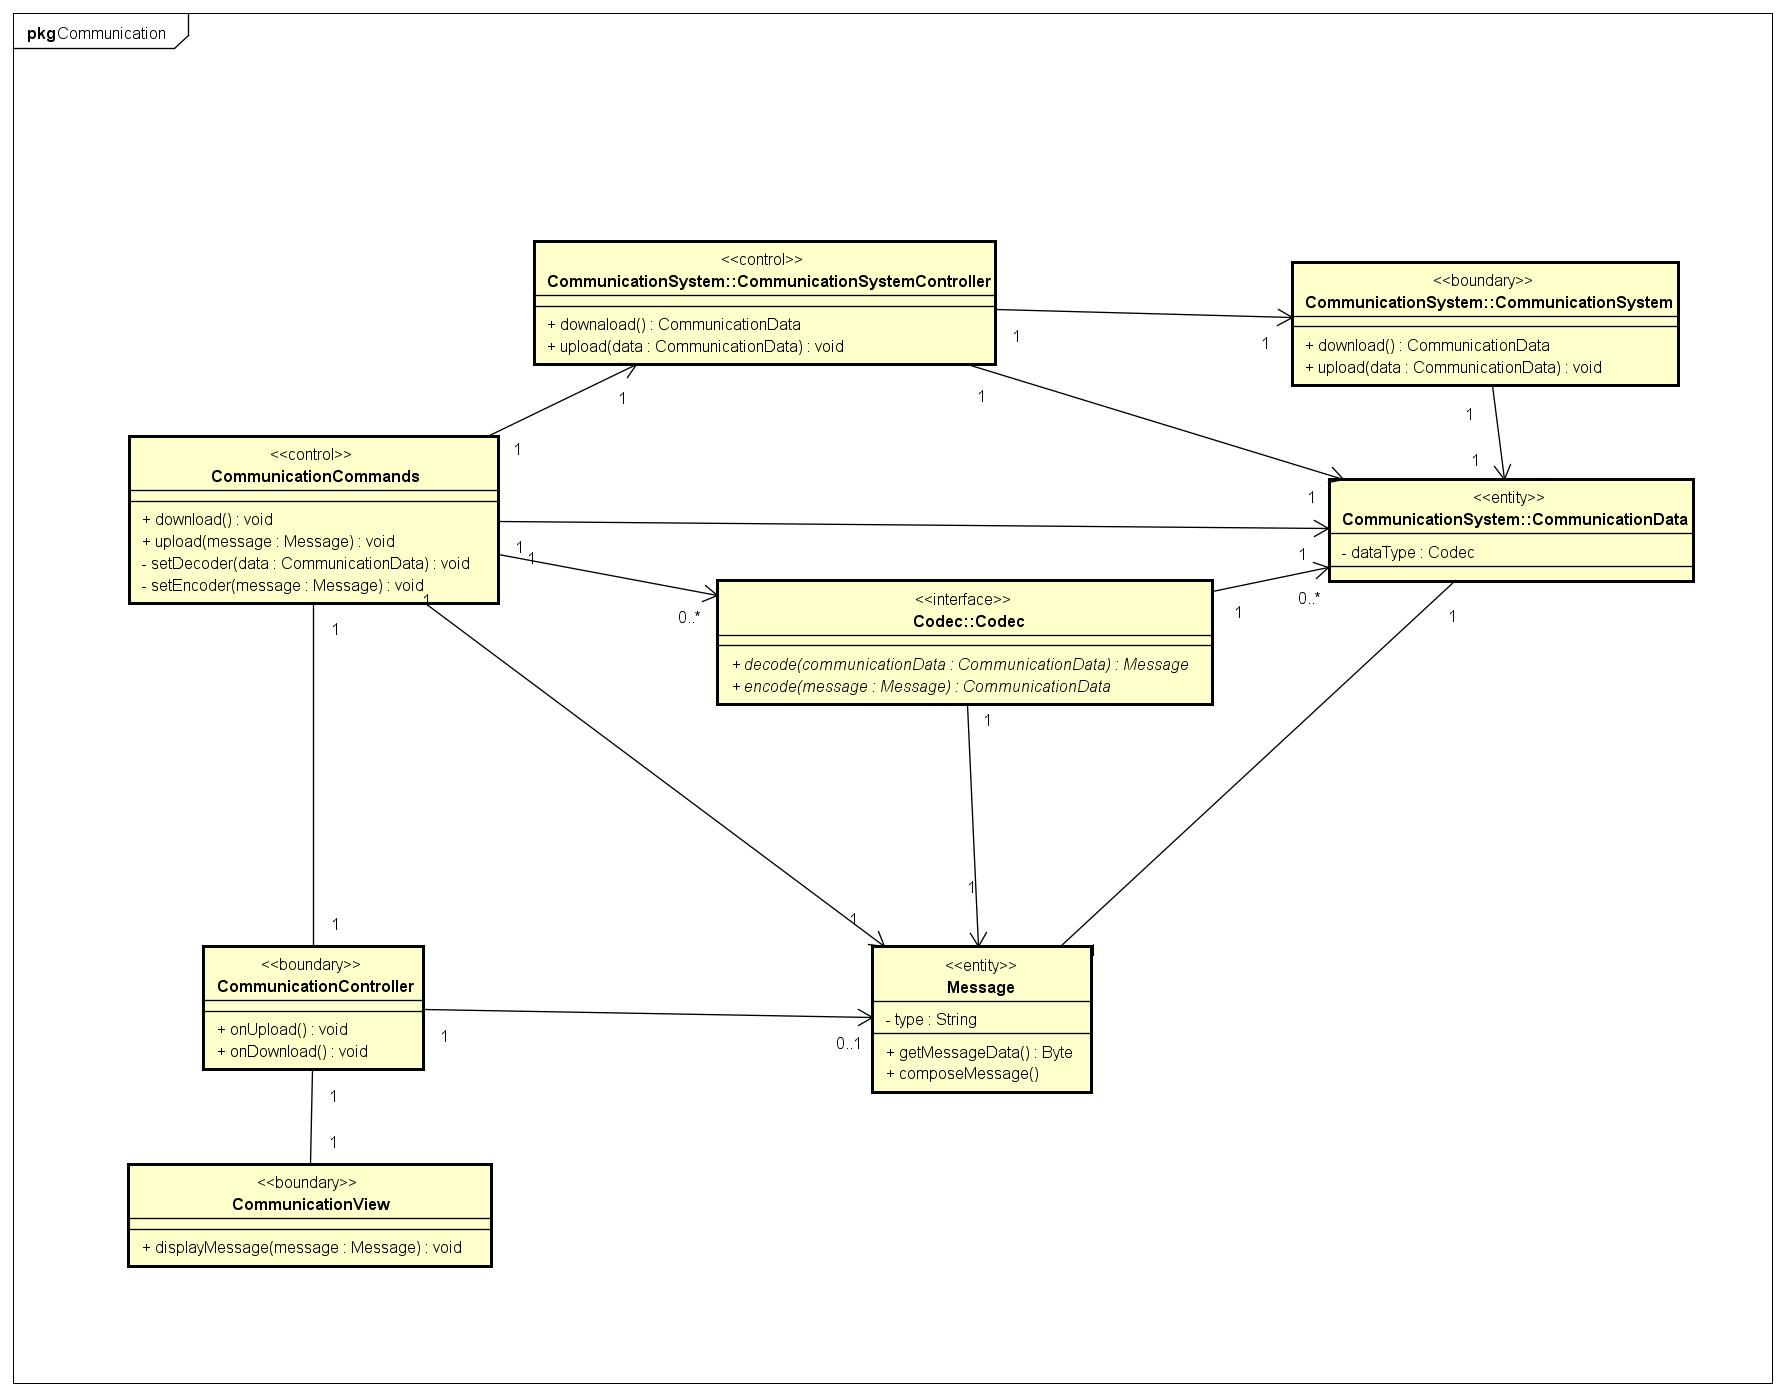 pkg Communication
<<control>>
CommunicationSystem::CommunicationSystemController
+ downaload() : CommunicationData
+ upload(data : CommunicationData) : void
<<boundary>>
CommunicationSystem::CommunicationSystem
+ download() : CommunicationData
+ upload(data : CommunicationData) : void
1
1
1
1
1
1
1
1
<<control>>
CommunicationCommands
+ download() : void
+ upload(message : Message) : void
- setDecoder(data : CommunicationData) : void
- setEncoder(message : Message) : void
<<entity>>
CommunicationSystem::CommunicationData
- dataType : Codec
1
1
1
0..*
1
0..*
1
1
1
<<interface>>
Codec::Codec
+ decode(communicationData : CommunicationData) : Message
+ encode(message : Message) : CommunicationData
1
1
1
1
1
<<boundary>>
CommunicationController
+ onUpload() : void
+ onDownload() : void
1
0..1
<<entity>>
Message
- type : String
+ getMessageData() : Byte
+ composeMessage()
1
1
<<boundary>>
CommunicationView
+ displayMessage(message : Message) : void